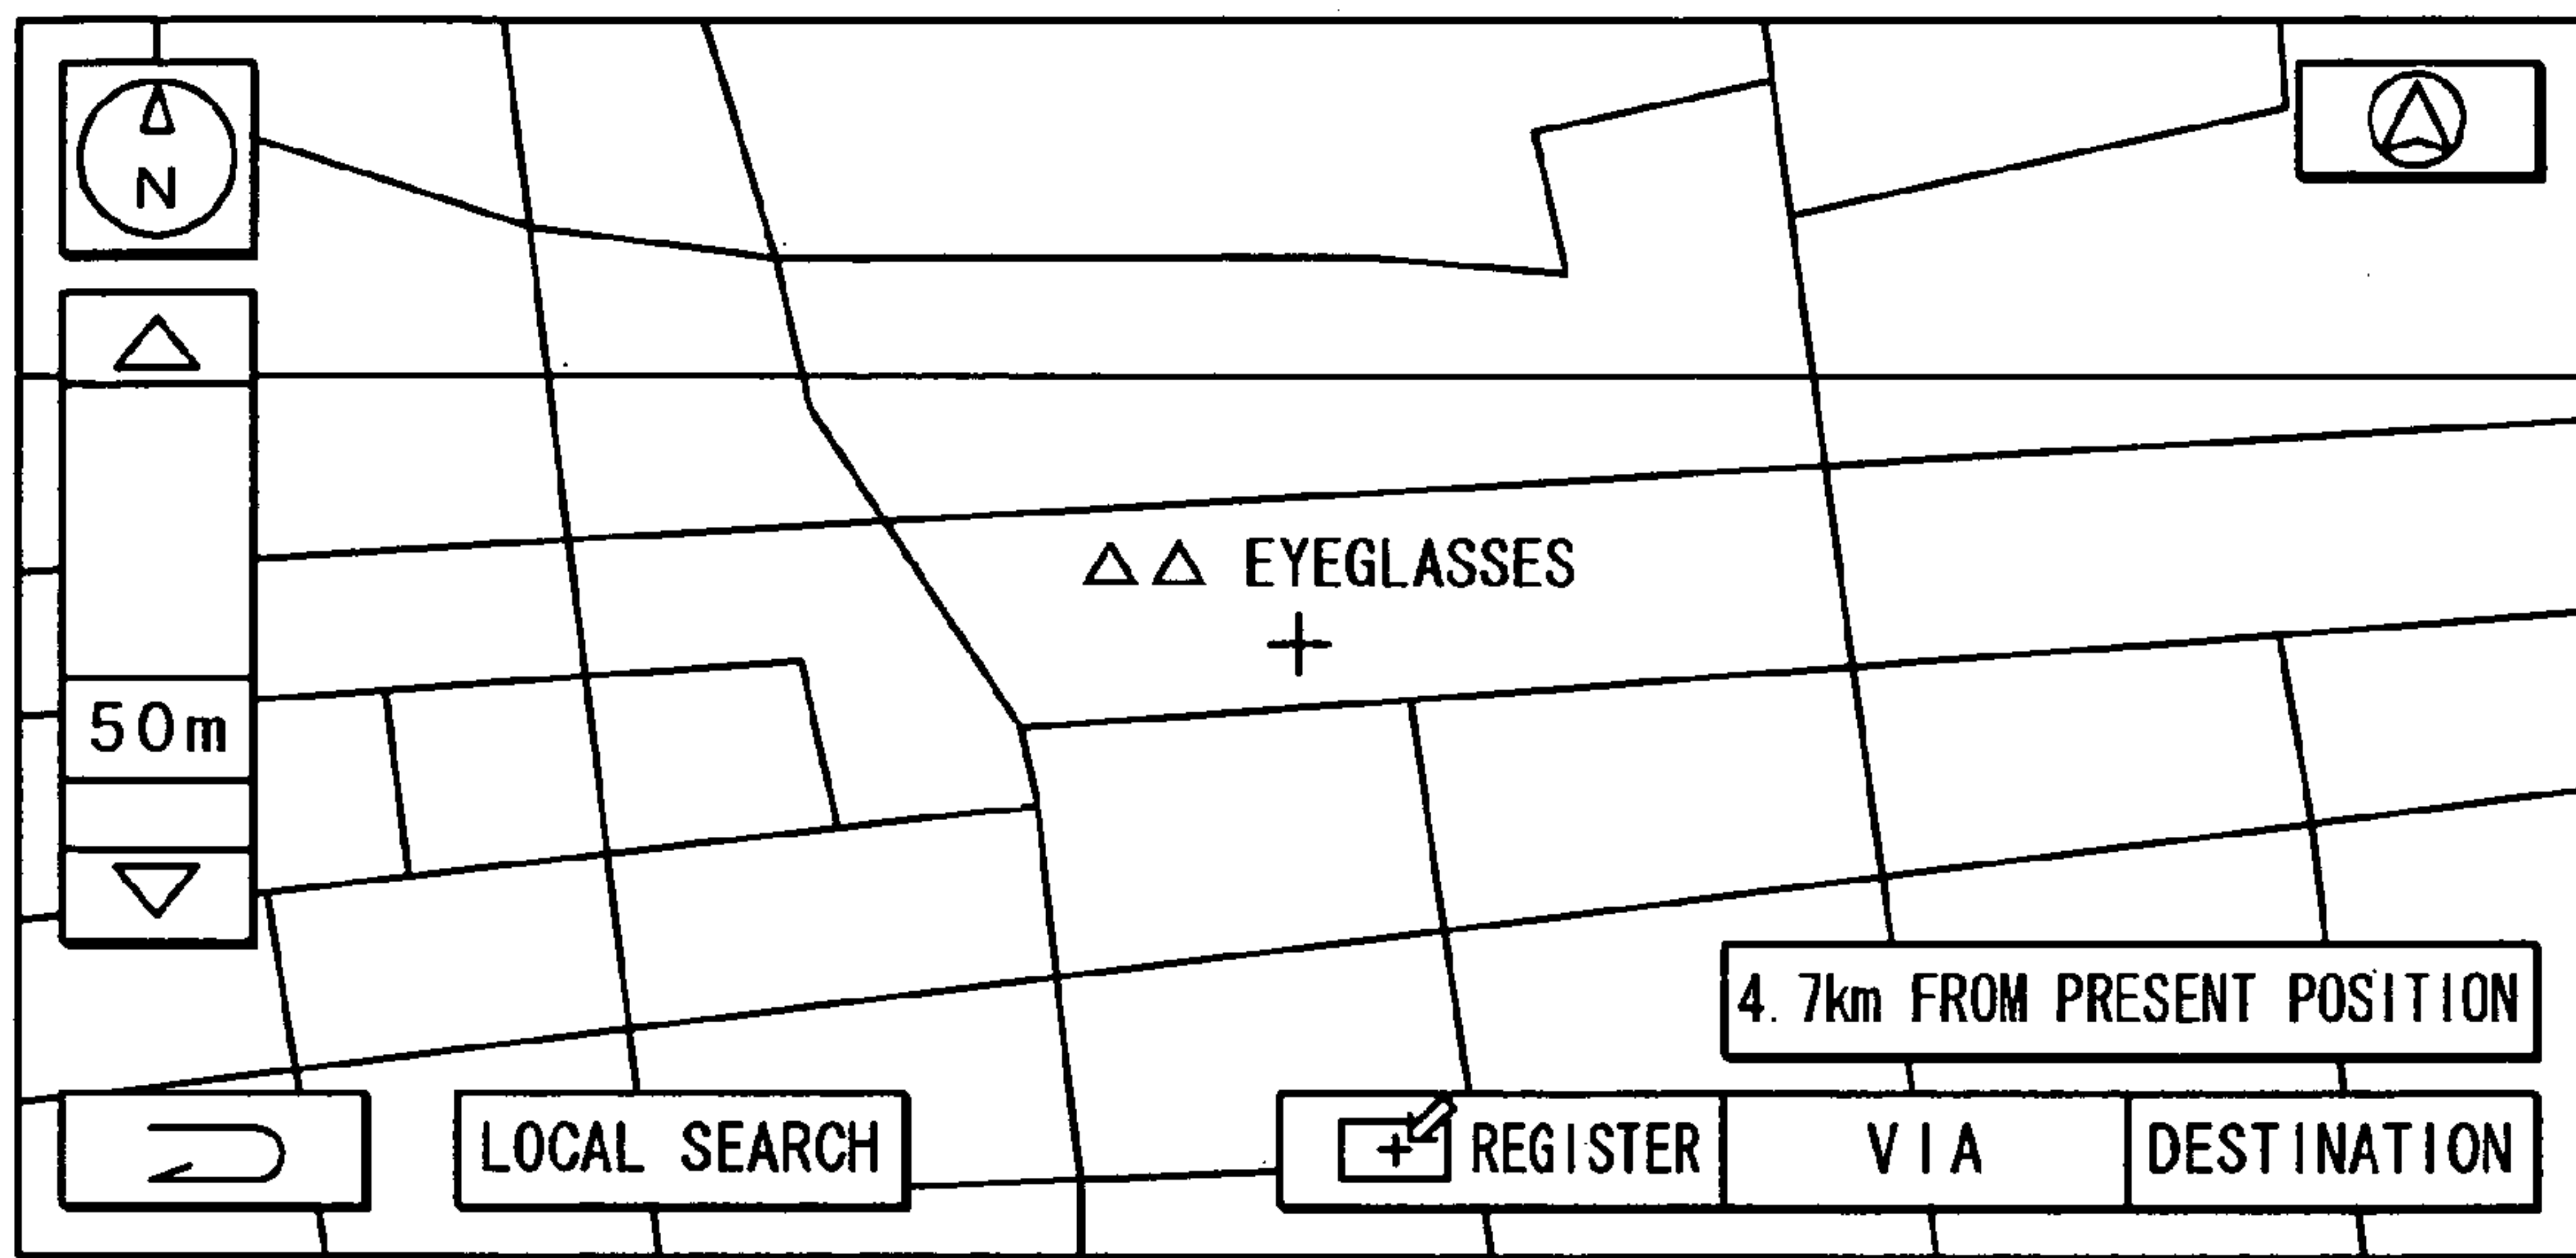 N
△△ EYEGLASSES
50m
4.7km FROM PRESENT POSITION
LOCAL SEARCH
REGISTER
VIA
DESTINATION